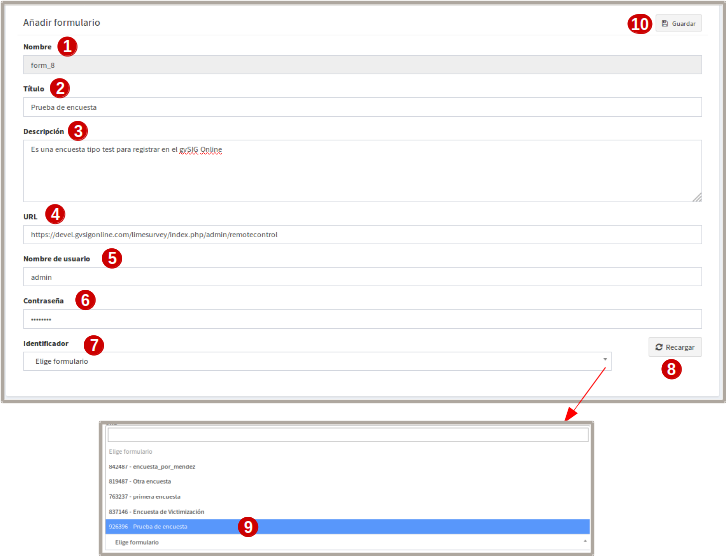 Añadir formulario
10 Guardar
Nombre 1
form_8
Título 2
Prueba de encuesta
Descripción 3
Es una encuesta tipo test para registrar en el gvSIG Online
URL 4
https://devel.gvsigonline.com/limesurvey/index.php/admin/remotecontrol
Nombre de usuario 5
admin
Contraseña 6
••••••••
Identificador 7
Elige formulario
Recargar
8
Elige formulario
842487 - encuesta_por_mendez
819487 - Otra encuesta
763237 - primera encuesta
837146 - Encuesta de Victimización
926396 - Prueba de encuesta 9
Elige formulario